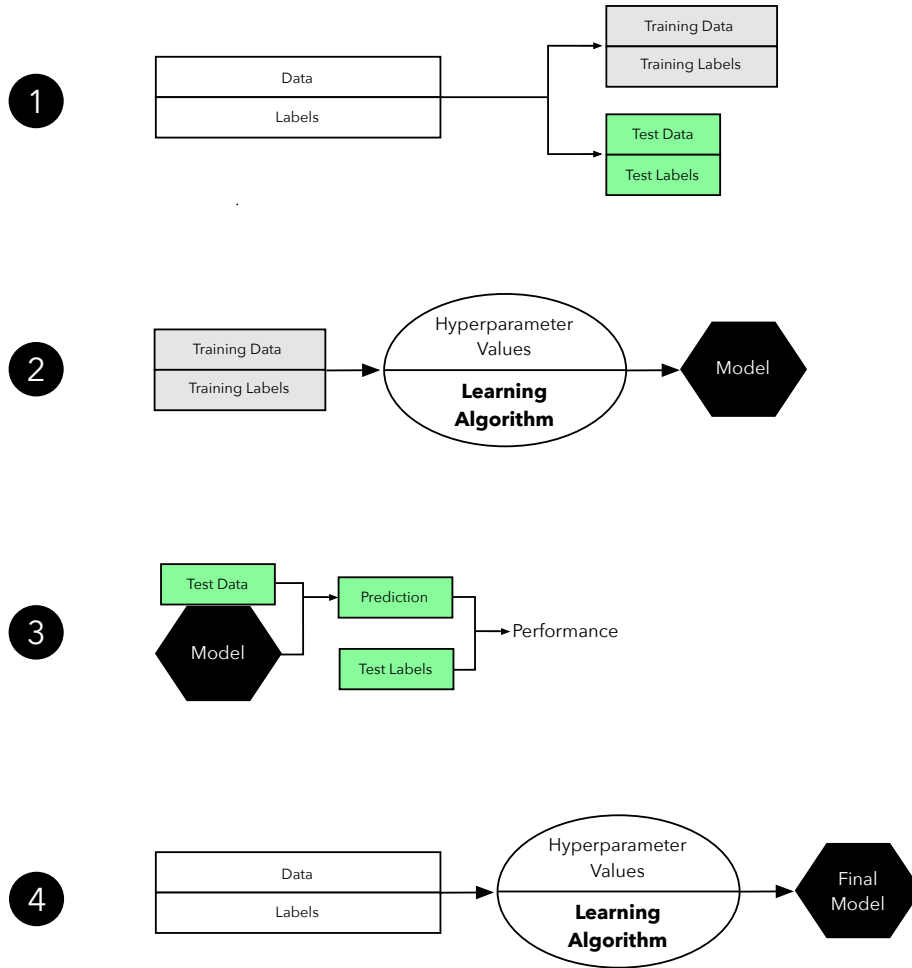 1
Data
Labels
Training Data
Training Labels
Test Data
Test Labels
2
Training Data
Training Labels
Hyperparameter
Values
Learning
Algorithm
Model
3
Test Data
Model
Prediction
Test Labels
Performance
4
Data
Labels
Hyperparameter
Values
Learning
Algorithm
Final
Model